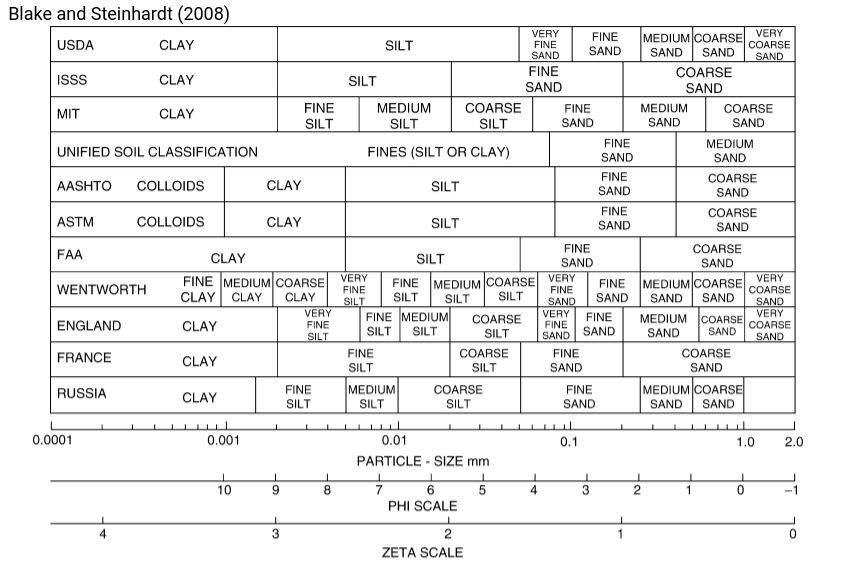 Blake and Steinhardt (2008)
USDA CLAY SILT VERY FINE SAND FINE SAND MEDIUM SAND COARSE SAND VERY COARSE SAND
ISSS CLAY SILT FINE SAND COARSE SAND
MIT CLAY FINE SILT MEDIUM SILT COARSE SILT FINE SAND MEDIUM SAND COARSE SAND
UNIFIED SOIL CLASSIFICATION FINES (SILT OR CLAY) FINE SAND MEDIUM SAND
AASHTO COLLOIDS CLAY SILT FINE SAND COARSE SAND
ASTM COLLOIDS CLAY SILT FINE SAND COARSE SAND
FAA CLAY SILT FINE SAND COARSE SAND
WENTWORTH FINE CLAY MEDIUM CLAY COARSE CLAY VERY FINE SILT FINE SILT MEDIUM SILT COARSE SILT VERY FINE SAND FINE SAND MEDIUM SAND COARSE SAND VERY COARSE SAND
ENGLAND CLAY VERY FINE SILT FINE SILT MEDIUM SILT COARSE SILT VERY FINE SAND FINE SAND MEDIUM SAND COARSE SAND VERY COARSE SAND
FRANCE CLAY FINE SILT COARSE SILT FINE SAND COARSE SAND
RUSSIA CLAY FINE SILT MEDIUM SILT COARSE SILT FINE SAND MEDIUM SAND COARSE SAND
0.0001 0.001 0.01 0.1 1.0 2.0
PARTICLE - SIZE mm
10 9 8 7 6 5 4 3 2 1 0 −1
PHI SCALE
4 3 2 1 0
ZETA SCALE